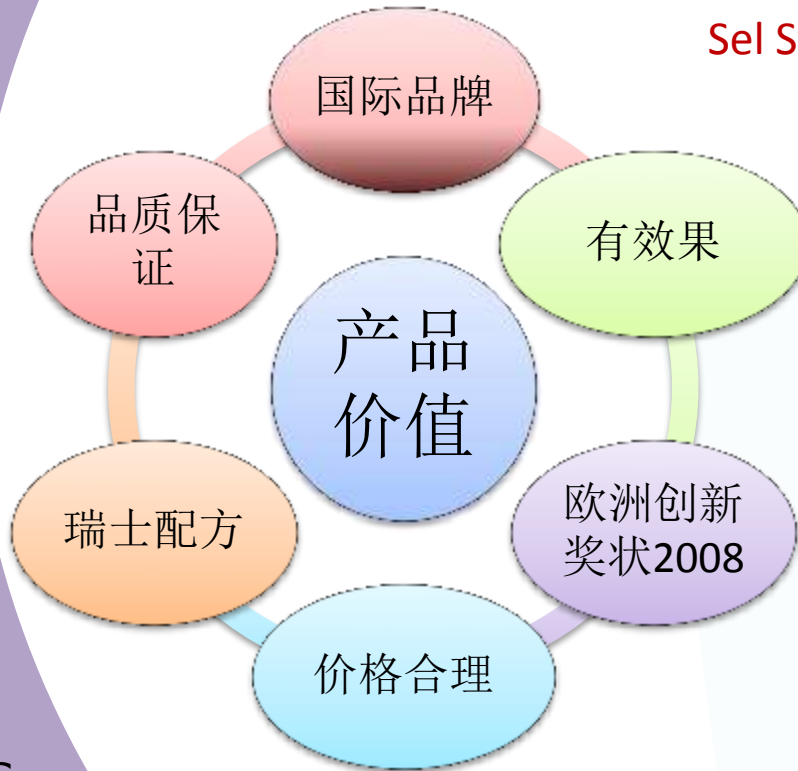 Sel S
国际品牌
有效果
欧洲创新
奖状2008
价格合理
瑞士配方
品质保
证
产品
价值